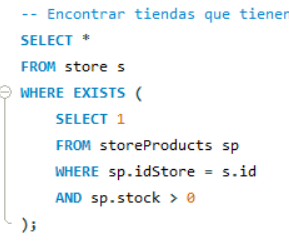 -- Encontrar tiendas que tienen
SELECT *
FROM store s
WHERE EXISTS (
SELECT 1
FROM storeProducts sp
WHERE sp.idStore = s.id
AND sp.stock > 0
);